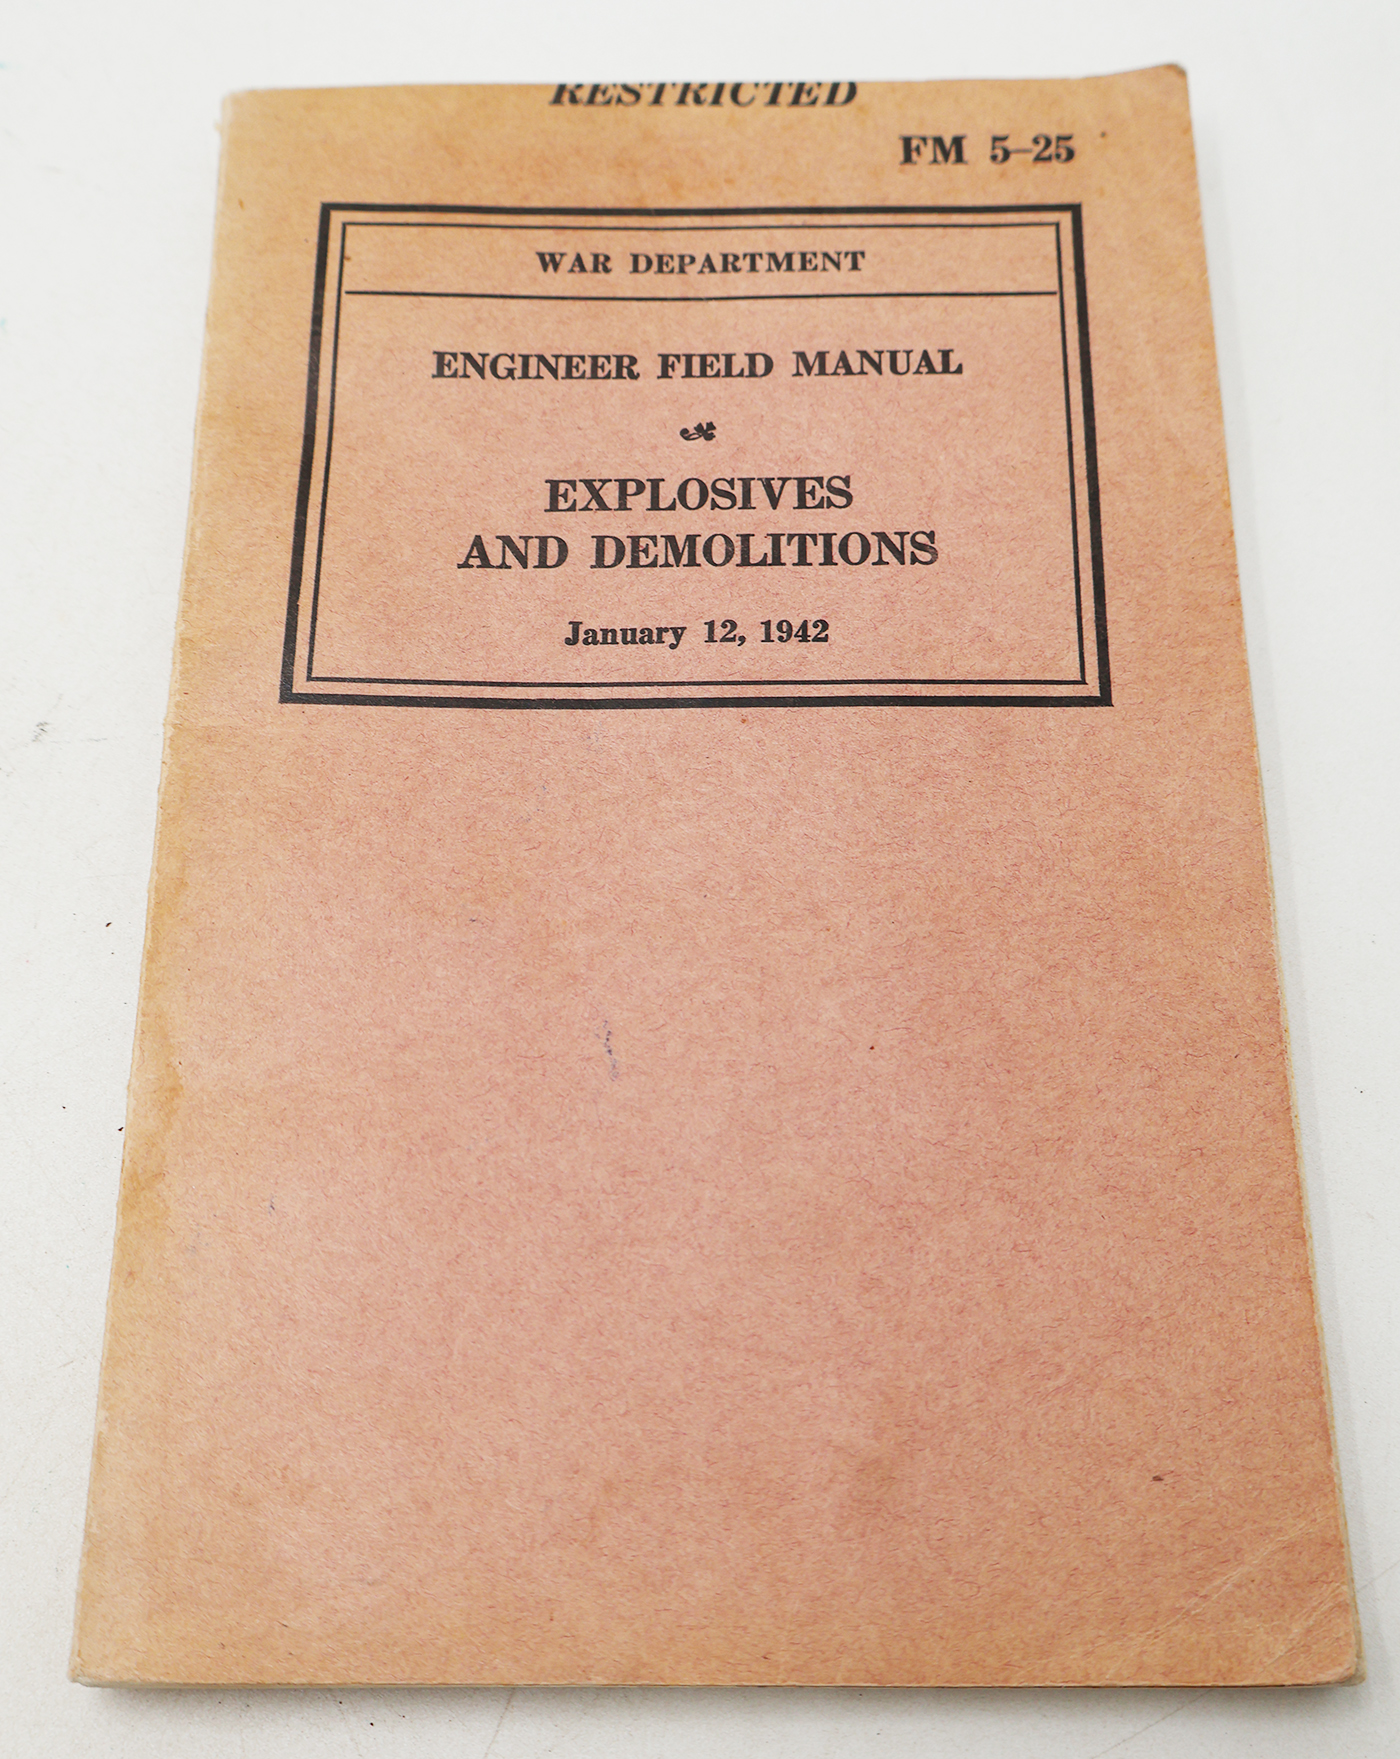 RESTRICTED
FM 5–25
WAR DEPARTMENT
ENGINEER FIELD MANUAL
EXPLOSIVES
AND DEMOLITIONS
January 12, 1942